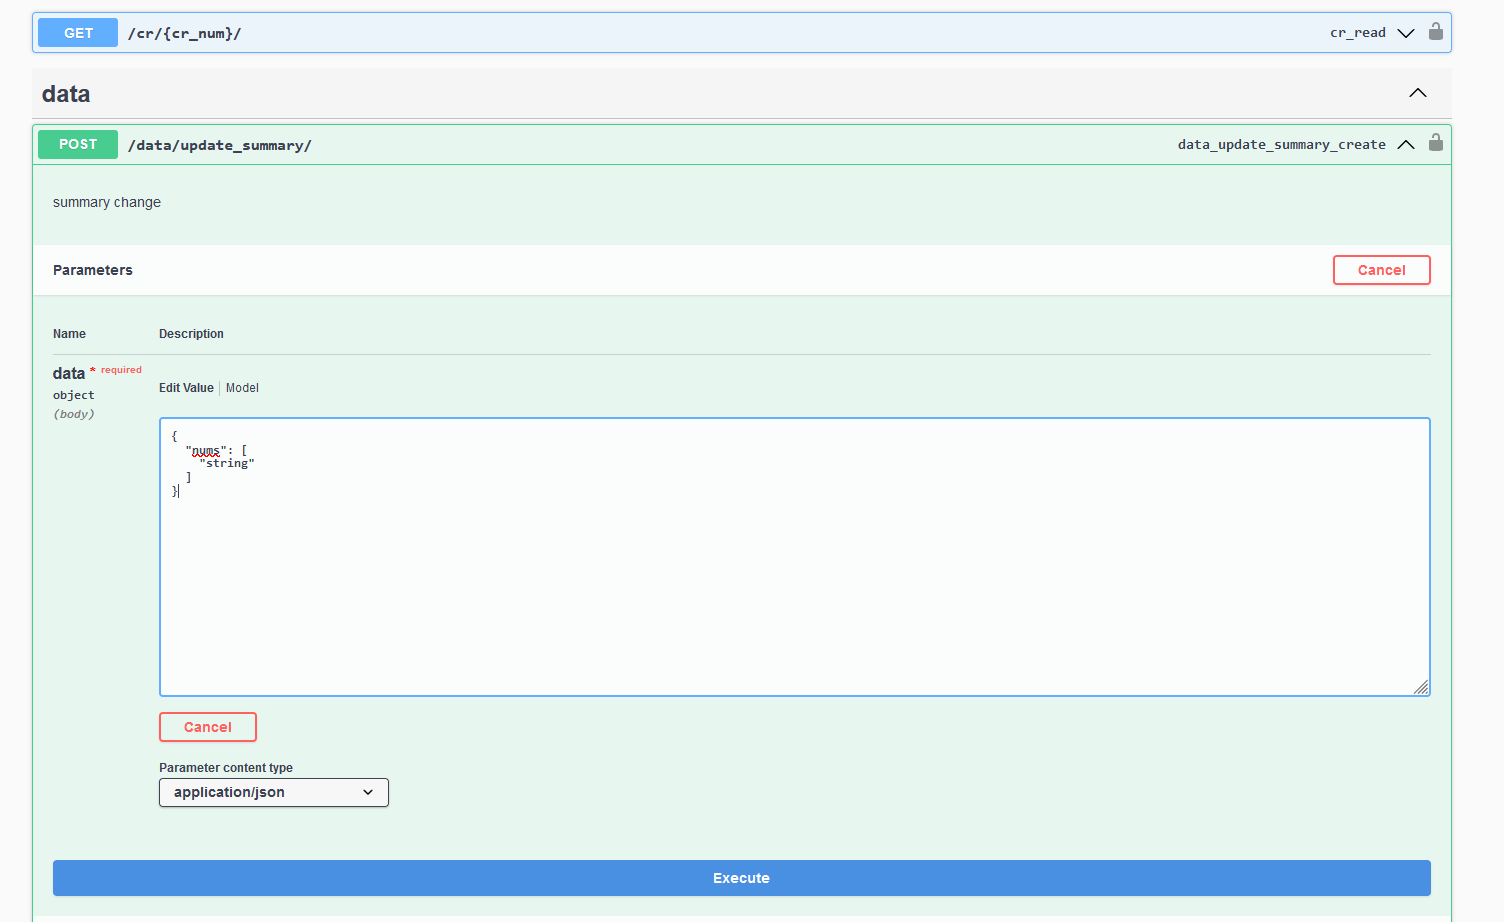 GET /cr/{cr_num}/ cr_read
data
POST /data/update_summary/ data_update_summary_create
summary change
Parameters Cancel
Name Description
data * required
object
(body)
Edit Value Model
{
  "nums": [
    "string"
  ]
}
Cancel
Parameter content type
application/json
Execute